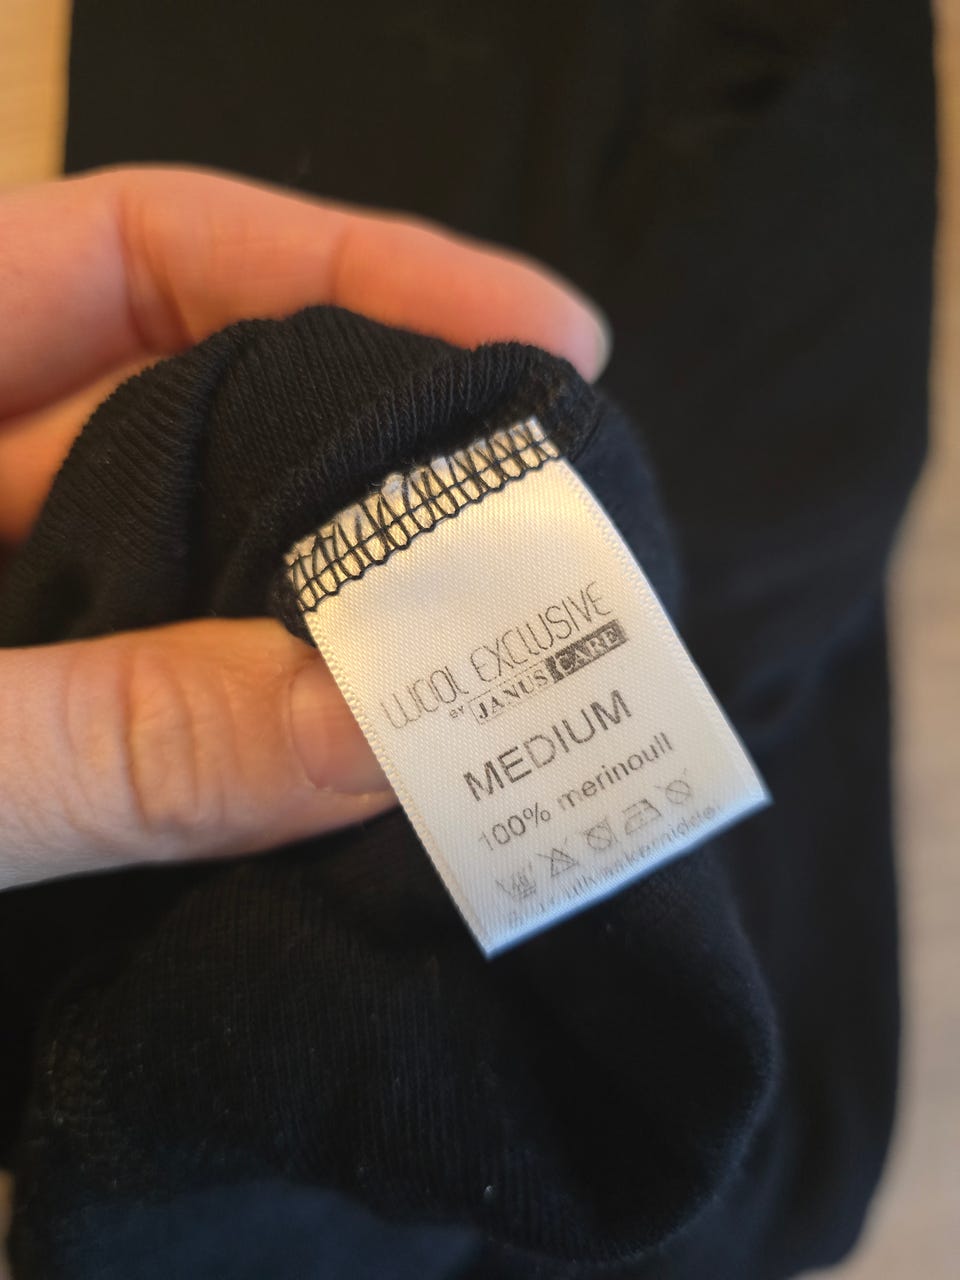 WOOL EXCLUSIVE
BY JANUS CARE
MEDIUM
100% merinoull